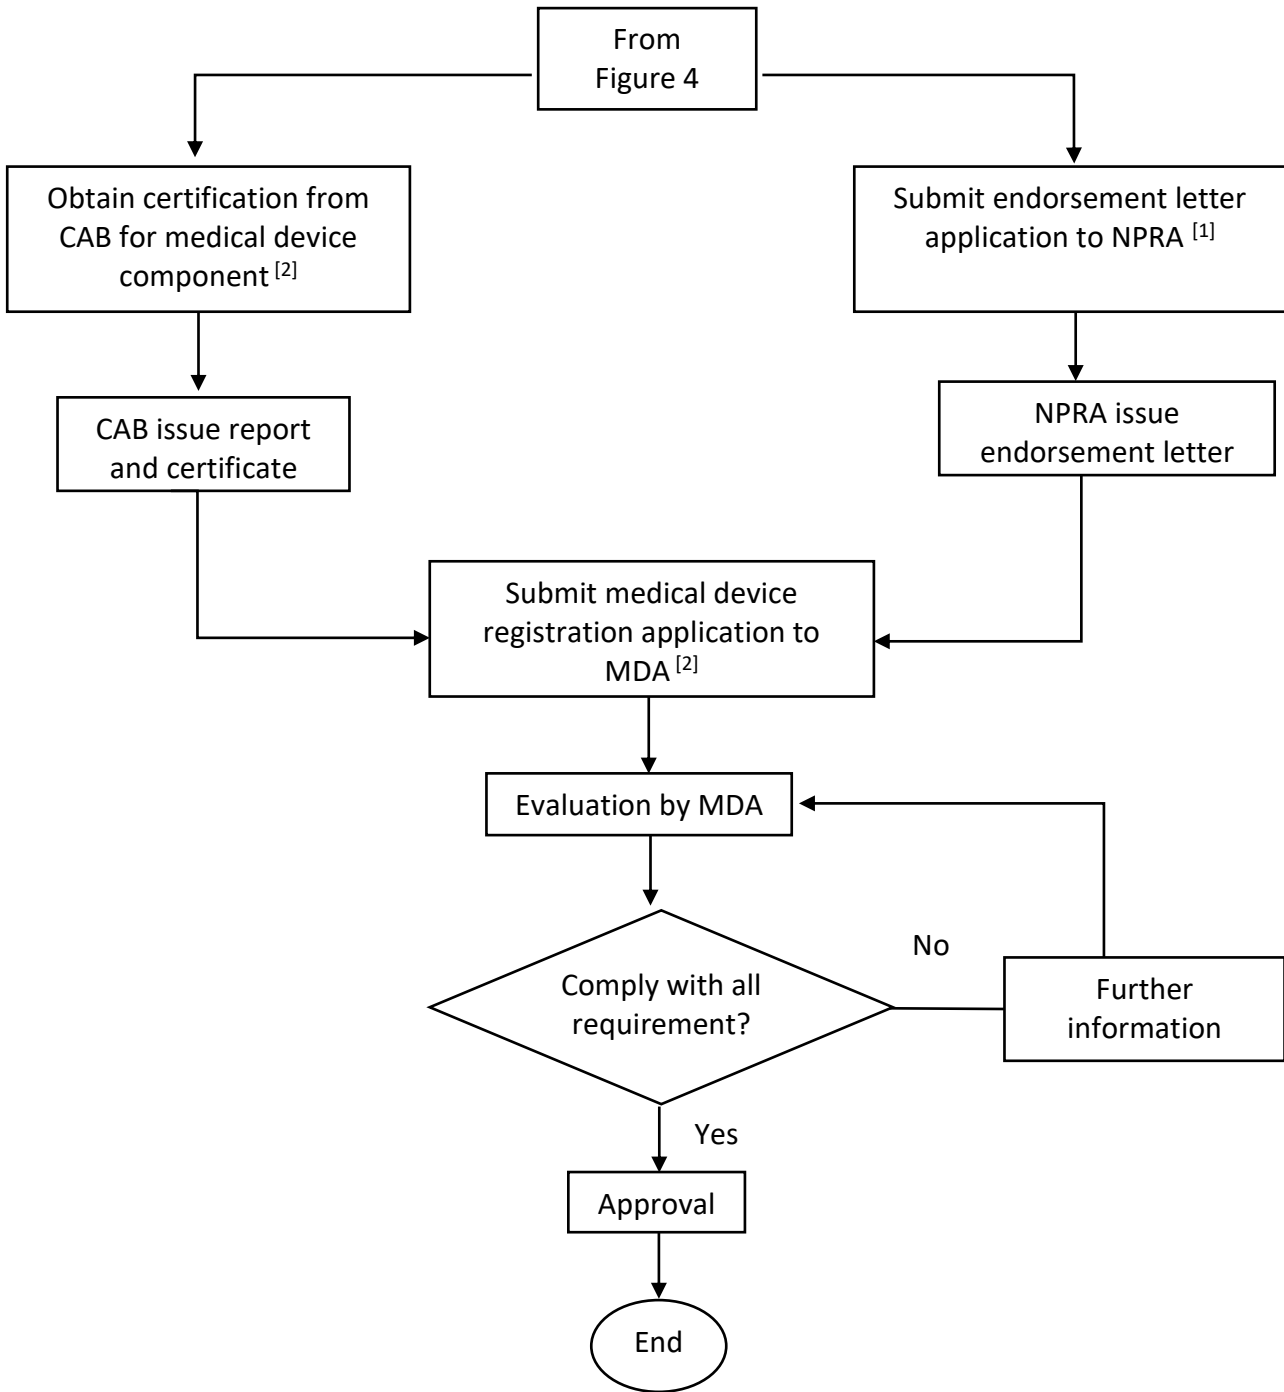 From
Figure 4
Obtain certification from
CAB for medical device
component [2]
Submit endorsement letter
application to NPRA [1]
CAB issue report
and certificate
NPRA issue
endorsement letter
Submit medical device
registration application to
MDA [2]
Evaluation by MDA
Comply with all
requirement?
No
Further
information
Yes
Approval
End